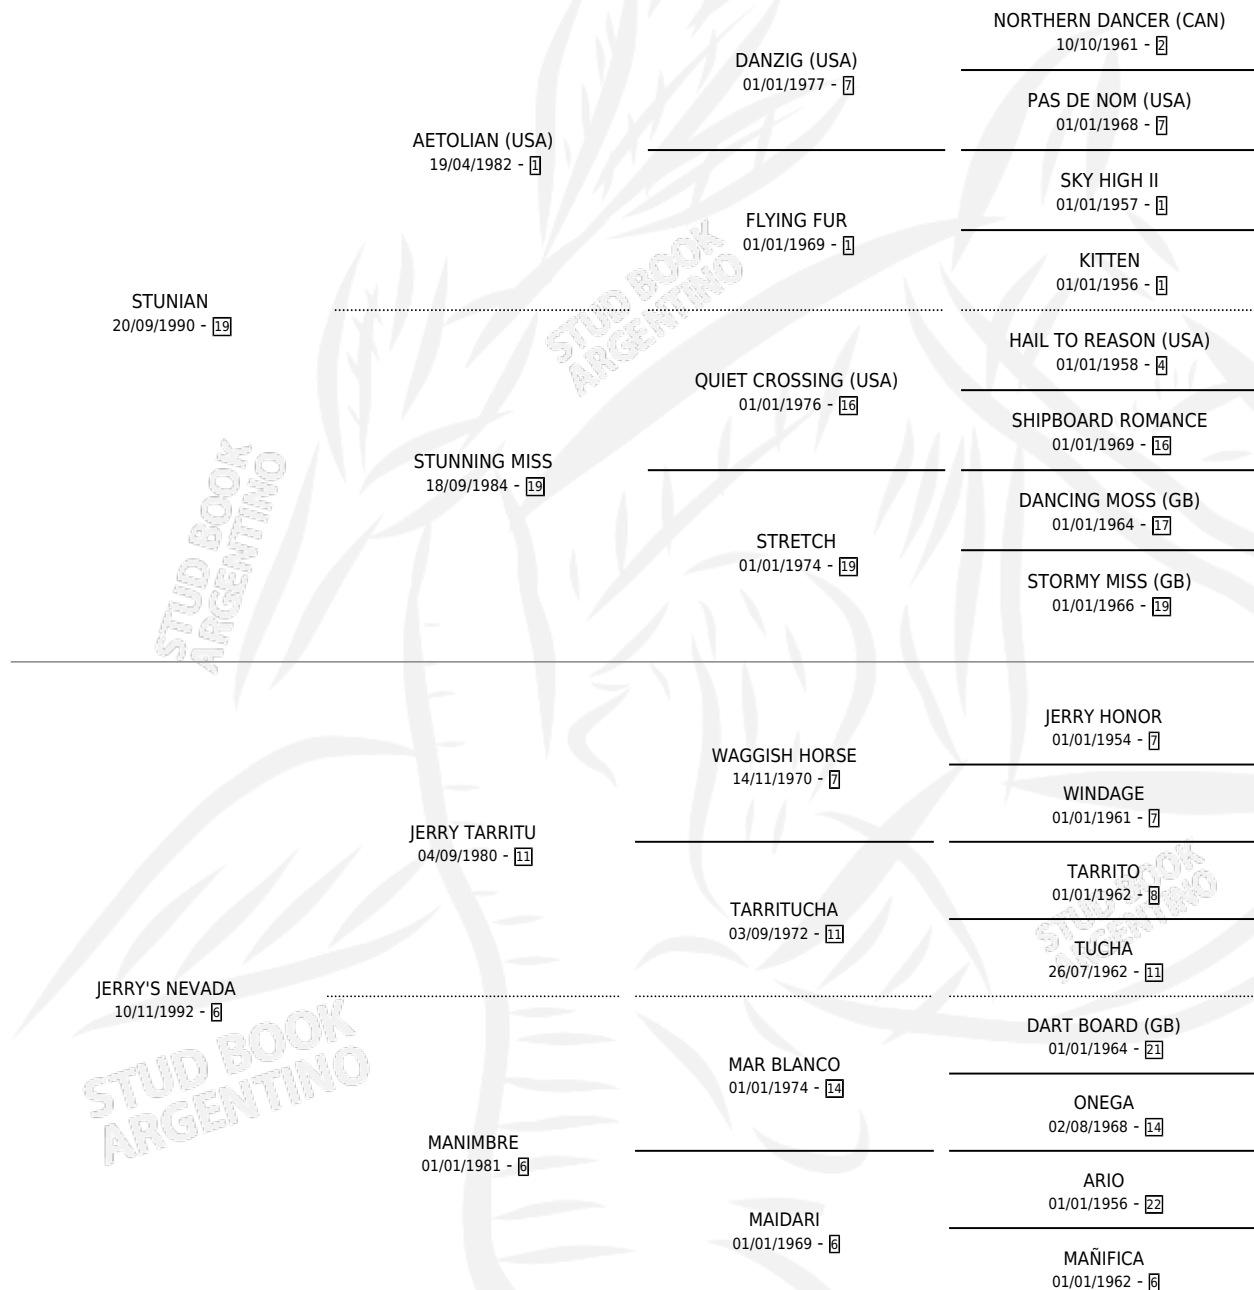 NORTHERN DANCER (CAN)
10/10/1961 - 2
DANZIG (USA)
01/01/1977 - 7
PAS DE NOM (USA)
01/01/1968 - 7
AETOLIAN (USA)
19/04/1982 - 1
SKY HIGH II
01/01/1957 - 1
FLYING FUR
01/01/1969 - 1
KITTEN
01/01/1956 - 1
STUNIAN
20/09/1990 - 19
HAIL TO REASON (USA)
01/01/1958 - 4
QUIET CROSSING (USA)
01/01/1976 - 16
SHIPBOARD ROMANCE
01/01/1969 - 16
STUNNING MISS
18/09/1984 - 19
DANCING MOSS (GB)
01/01/1964 - 17
STRETCH
01/01/1974 - 19
STORMY MISS (GB)
01/01/1966 - 19
STUD BOOK
ARGENTINO
STUD BOOK
ARGENTINO
JERRY HONOR
01/01/1954 - 7
WAGGISH HORSE
14/11/1970 - 7
WINDAGE
01/01/1961 - 7
JERRY TARRITU
04/09/1980 - 11
TARRITO
01/01/1962 - 8
TARRITUCHA
03/09/1972 - 11
TUCHA
26/07/1962 - 11
STUD BOOK
ARGENTINO
JERRY'S NEVADA
10/11/1992 - 6
DART BOARD (GB)
01/01/1964 - 21
MAR BLANCO
01/01/1974 - 14
ONEGA
02/08/1968 - 14
STUD BOOK
ARGENTINO
MANIMBRE
01/01/1981 - 6
ARIO
01/01/1956 - 22
MAIDARI
01/01/1969 - 6
MAÑIFICA
01/01/1962 - 6